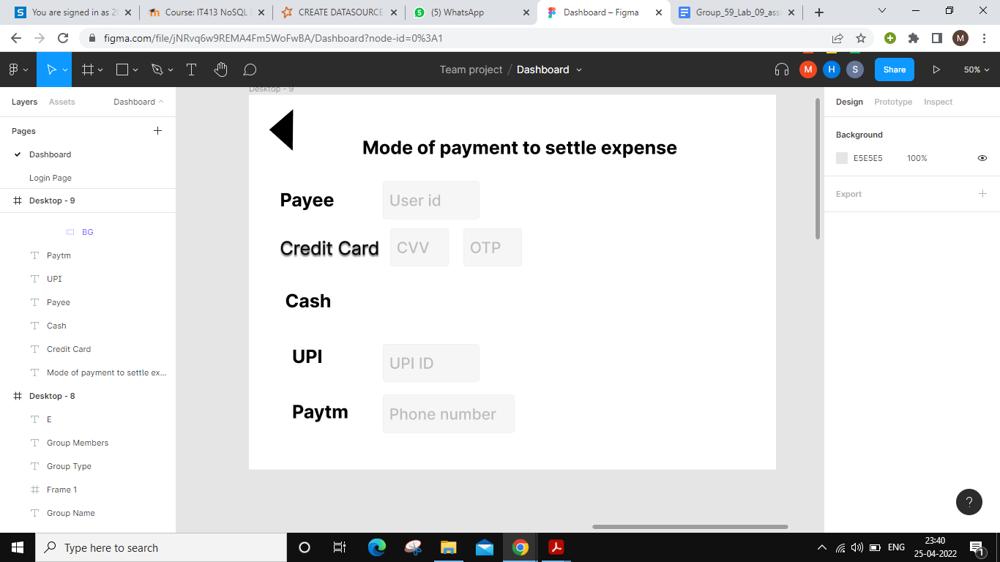 You are signed in as 2
Course: IT413 NoSQL
CREATE DATASOURCE
(5) WhatsApp
Dashboard – Figma
Group_59_Lab_09_ass
figma.com/file/jNRvq6w9REMA4Fm5WoFwBA/Dashboard?node-id=0%3A1
M
Team project / Dashboard
M H S
Share
50%
Layers Assets Dashboard
Design Prototype Inspect
Pages
Dashboard
Login Page
Desktop - 9
BG
Paytm
UPI
Payee
Cash
Credit Card
Mode of payment to settle ex...
Desktop - 8
E
Group Members
Group Type
Frame 1
Group Name
Desktop - 9
Mode of payment to settle expense
Payee User id
Credit Card CVV OTP
Cash
UPI UPI ID
Paytm Phone number
Background
E5E5E5 100%
Export
?
Type here to search
ENG
23:40
25-04-2022
1